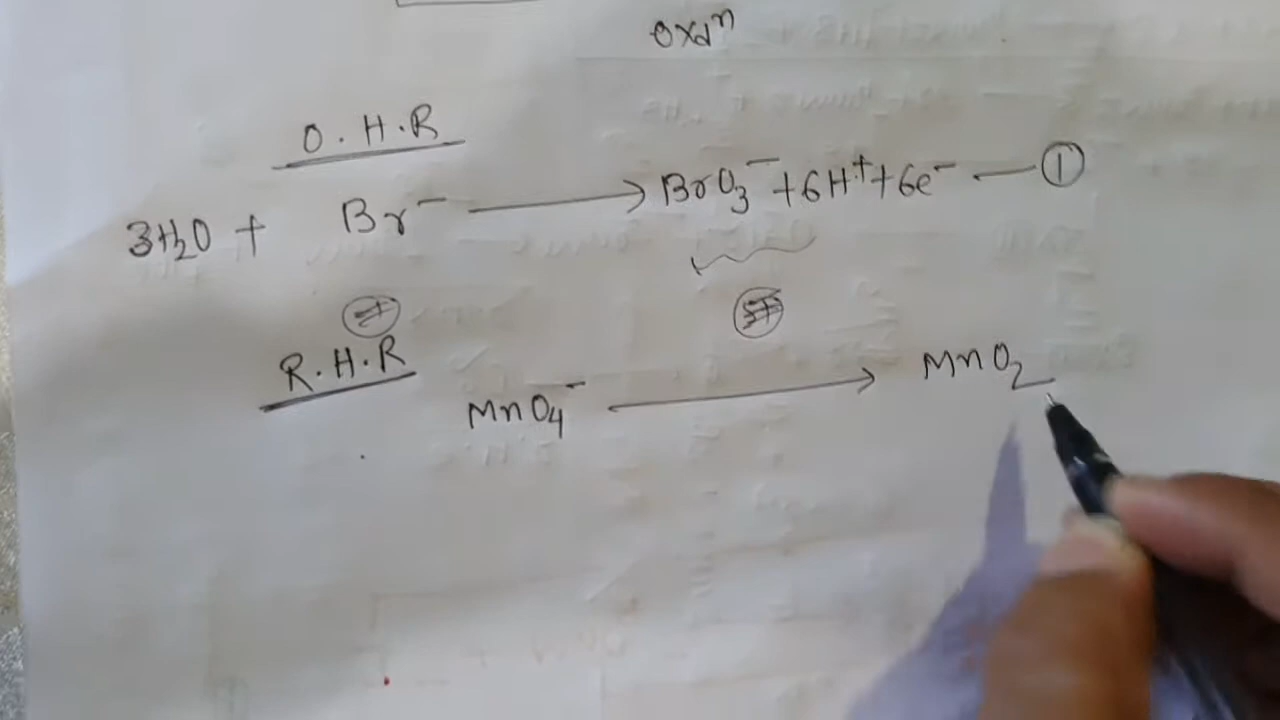 Oxdⁿ
O.H.R
3H₂O + Br⁻ ⟶ BrO₃⁻ + 6H⁺ + 6e⁻ — ①
R.H.R
MnO₄⁻ ⟶ MnO₂